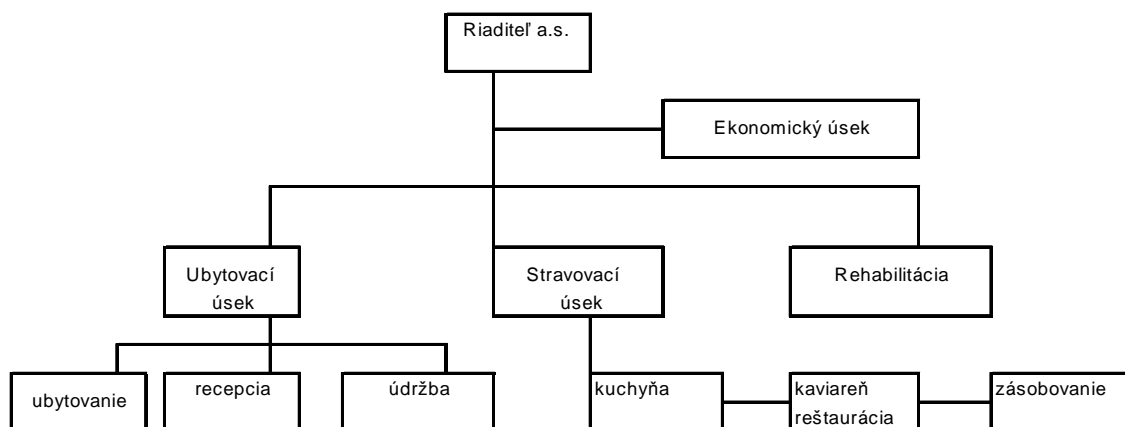 Riaditeľ a.s.
Ekonomický úsek
Ubytovací
úsek
Stravovací
úsek
Rehabilitácia
ubytovanie
recepcia
údržba
kuchyňa
kaviareň
reštaurácia
zásobovanie